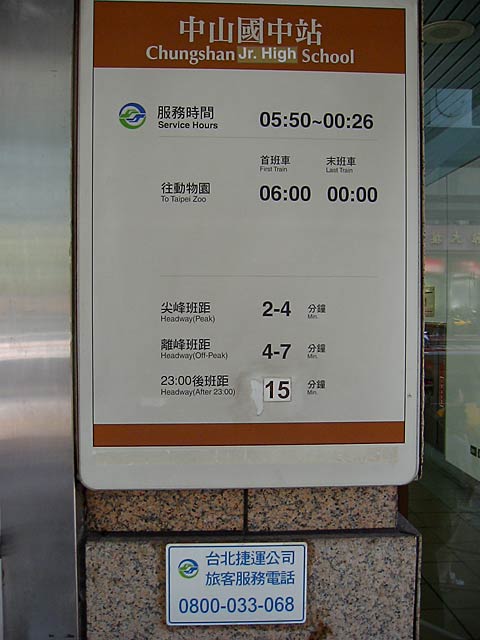 中山國中站
Chungshan Jr. High School
服務時間 05:50~00:26
Service Hours
首班車 末班車
First Train Last Train
往動物園 06:00 00:00
To Taipei Zoo
尖峰班距 2-4 分鐘
Headway(Peak) Min.
離峰班距 4-7 分鐘
Headway(Off-Peak) Min.
23:00後班距 15 分鐘
Headway(After 23:00) Min.
台北捷運公司
旅客服務電話
0800-033-068